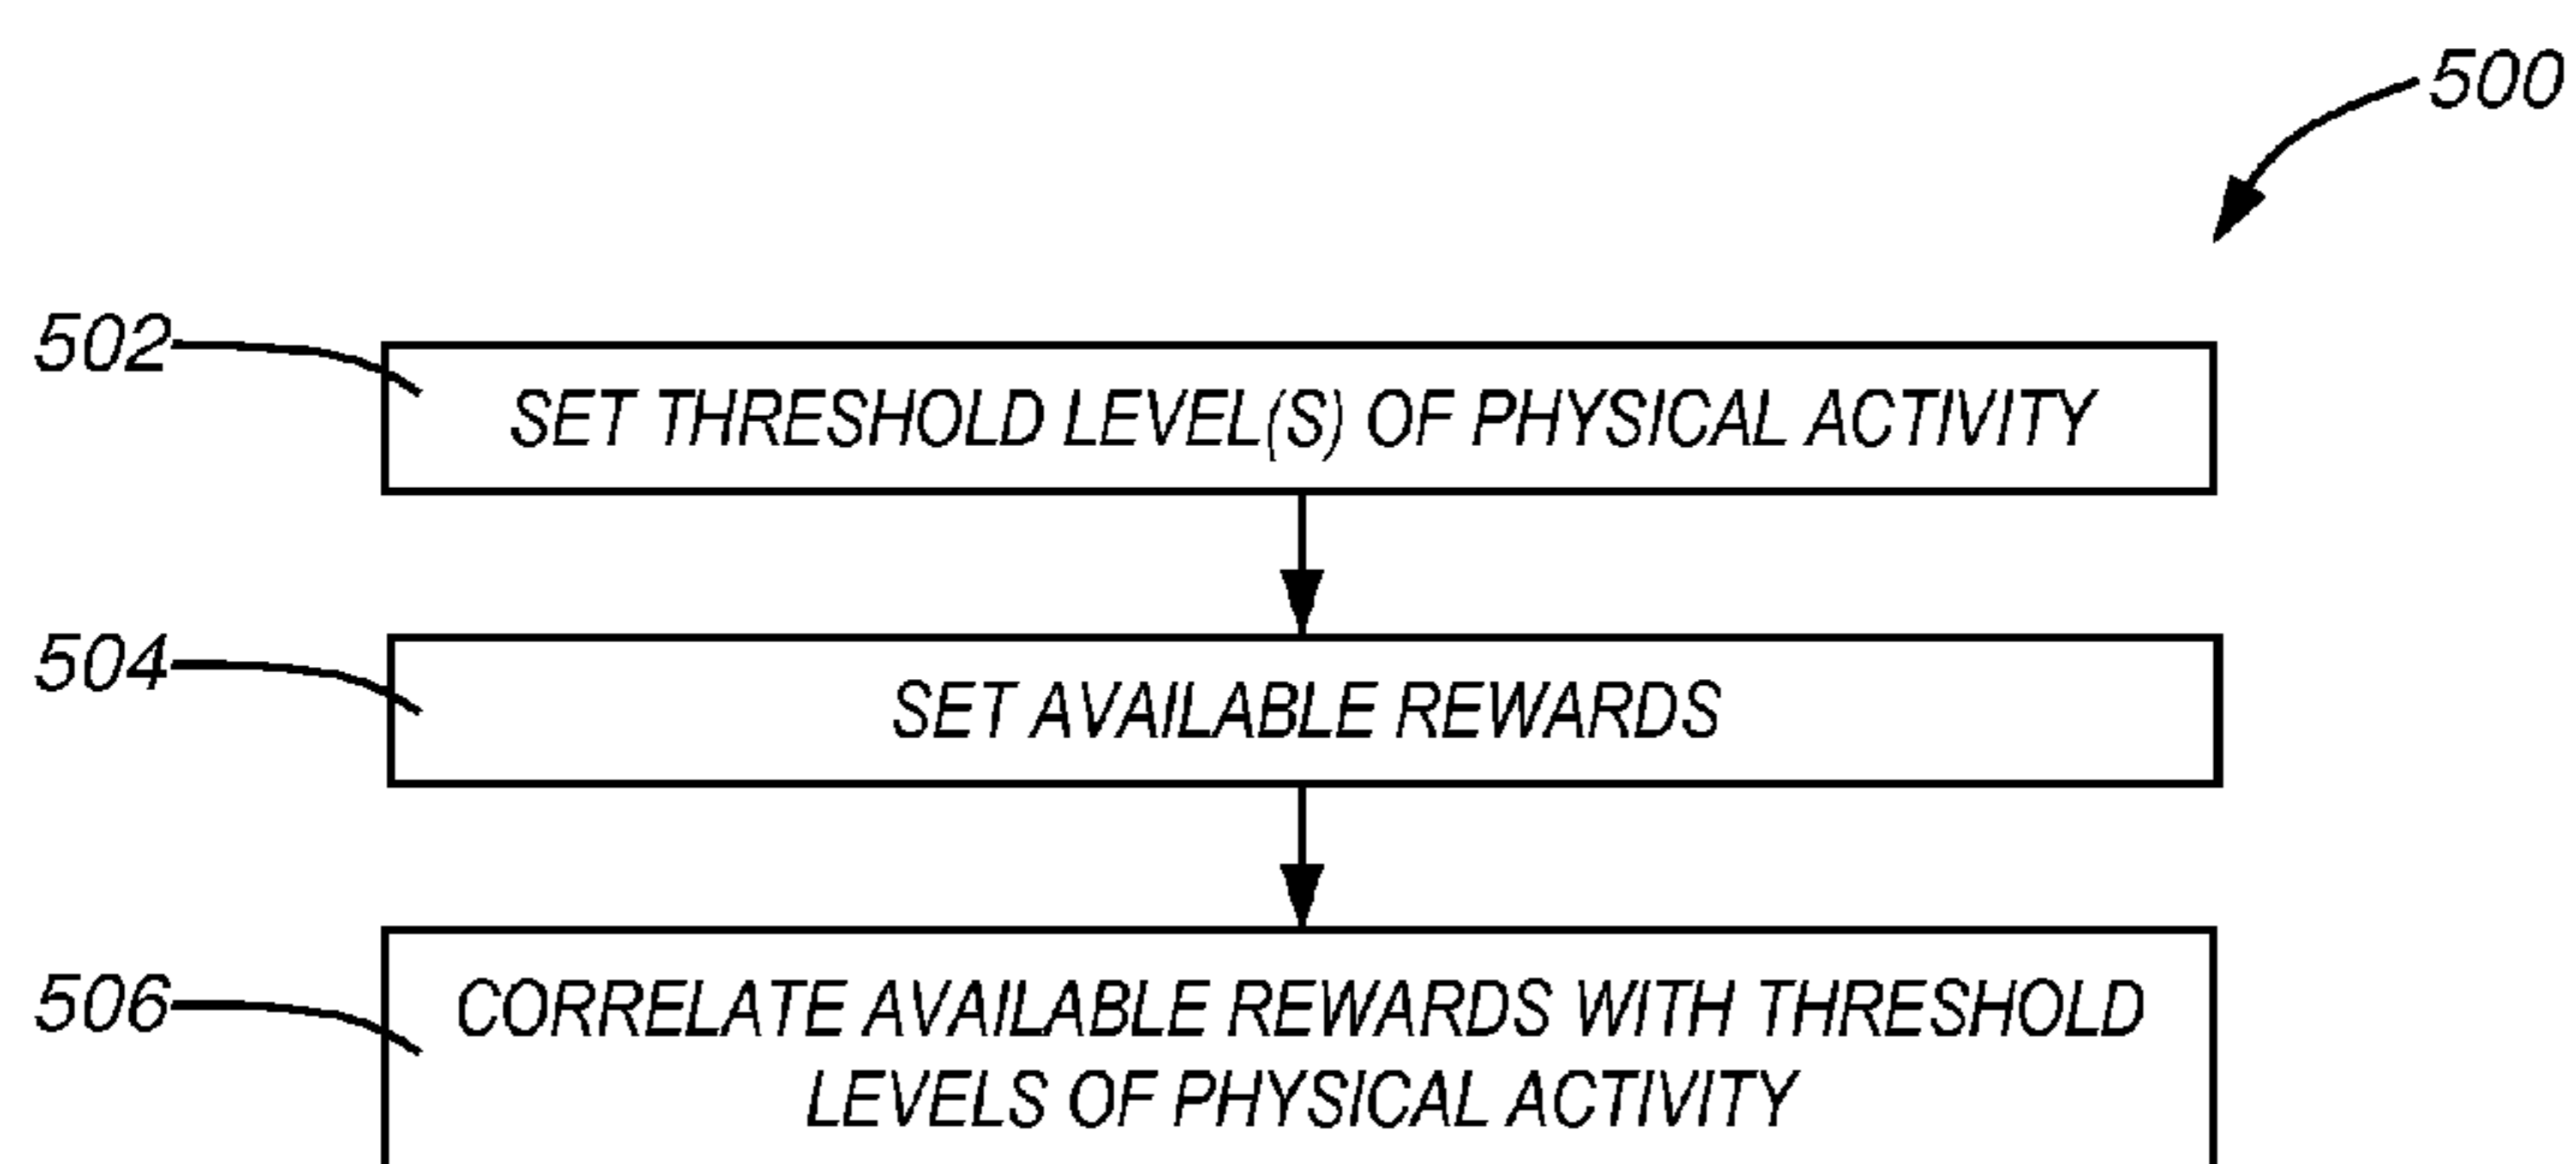 500
502
SET THRESHOLD LEVEL(S) OF PHYSICAL ACTIVITY
504
SET AVAILABLE REWARDS
506
CORRELATE AVAILABLE REWARDS WITH THRESHOLD
LEVELS OF PHYSICAL ACTIVITY